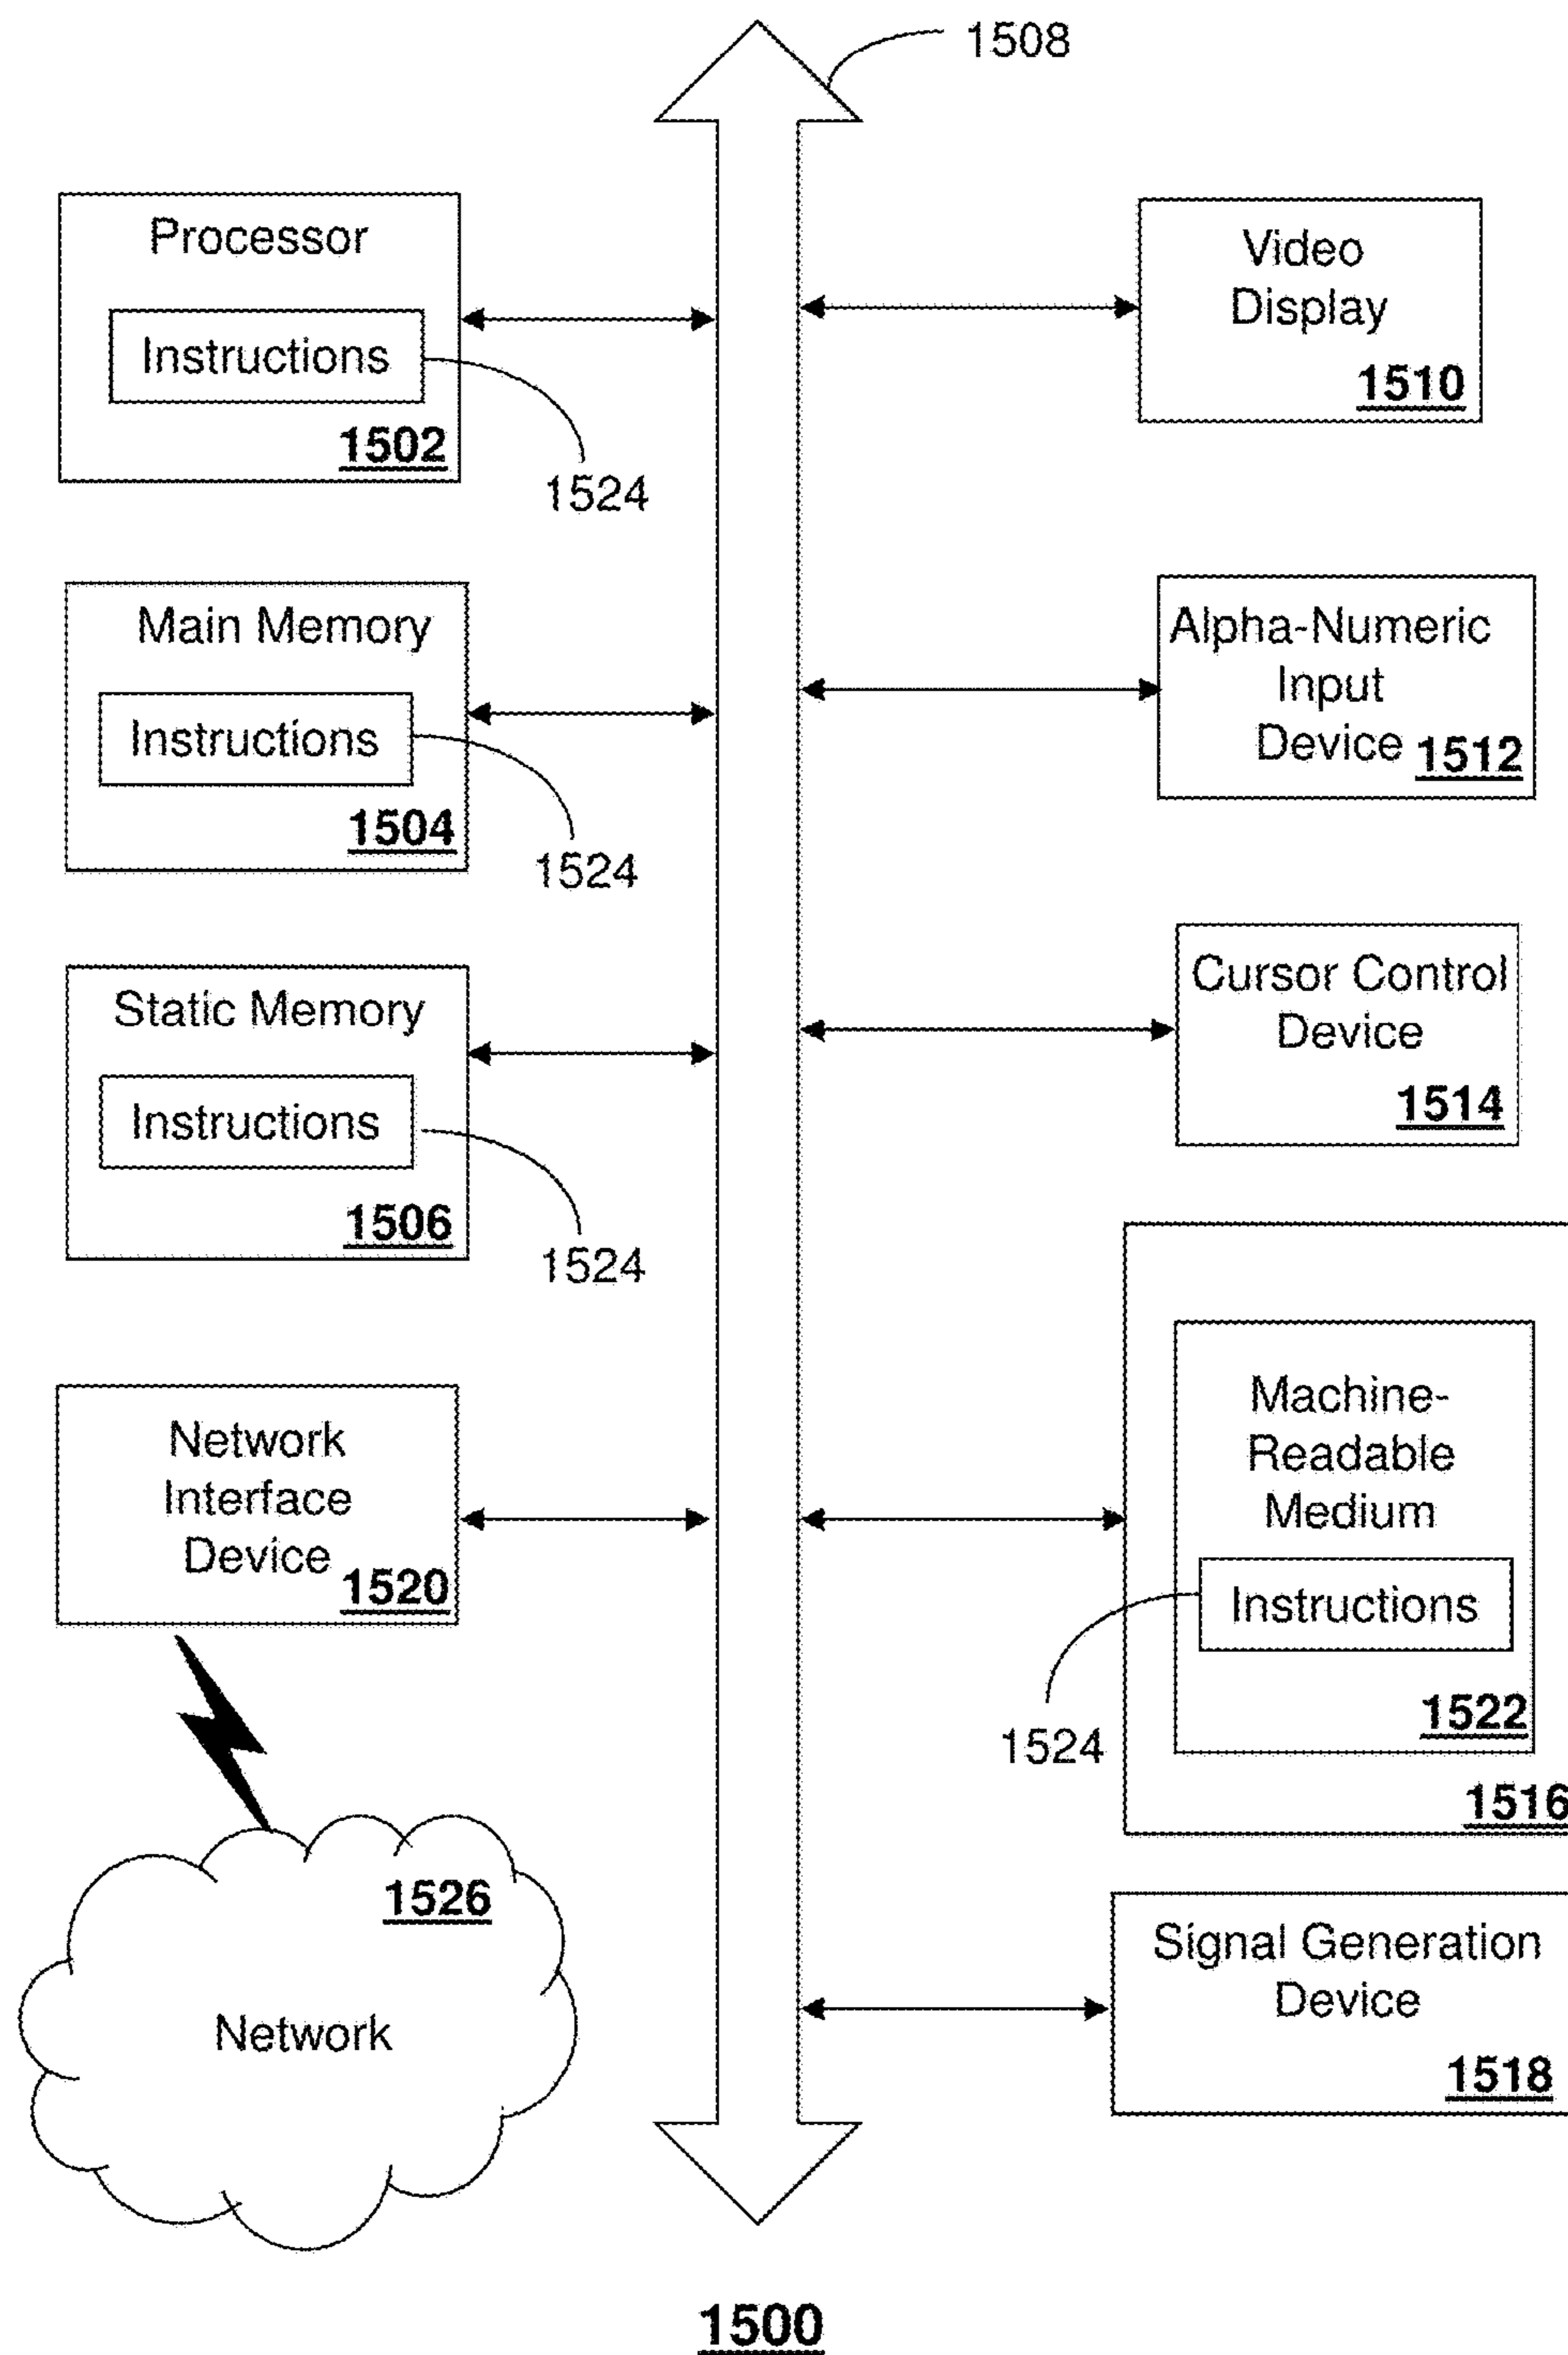 1508
Processor
Instructions
1502
1524
Main Memory
Instructions
1504
1524
Static Memory
Instructions
1506
1524
Network
Interface
Device
1520
1526
Network
Video
Display
1510
Alpha-Numeric
Input
Device
1512
Cursor Control
Device
1514
Machine-
Readable
Medium
Instructions
1522
1524
1516
Signal Generation
Device
1518
1500